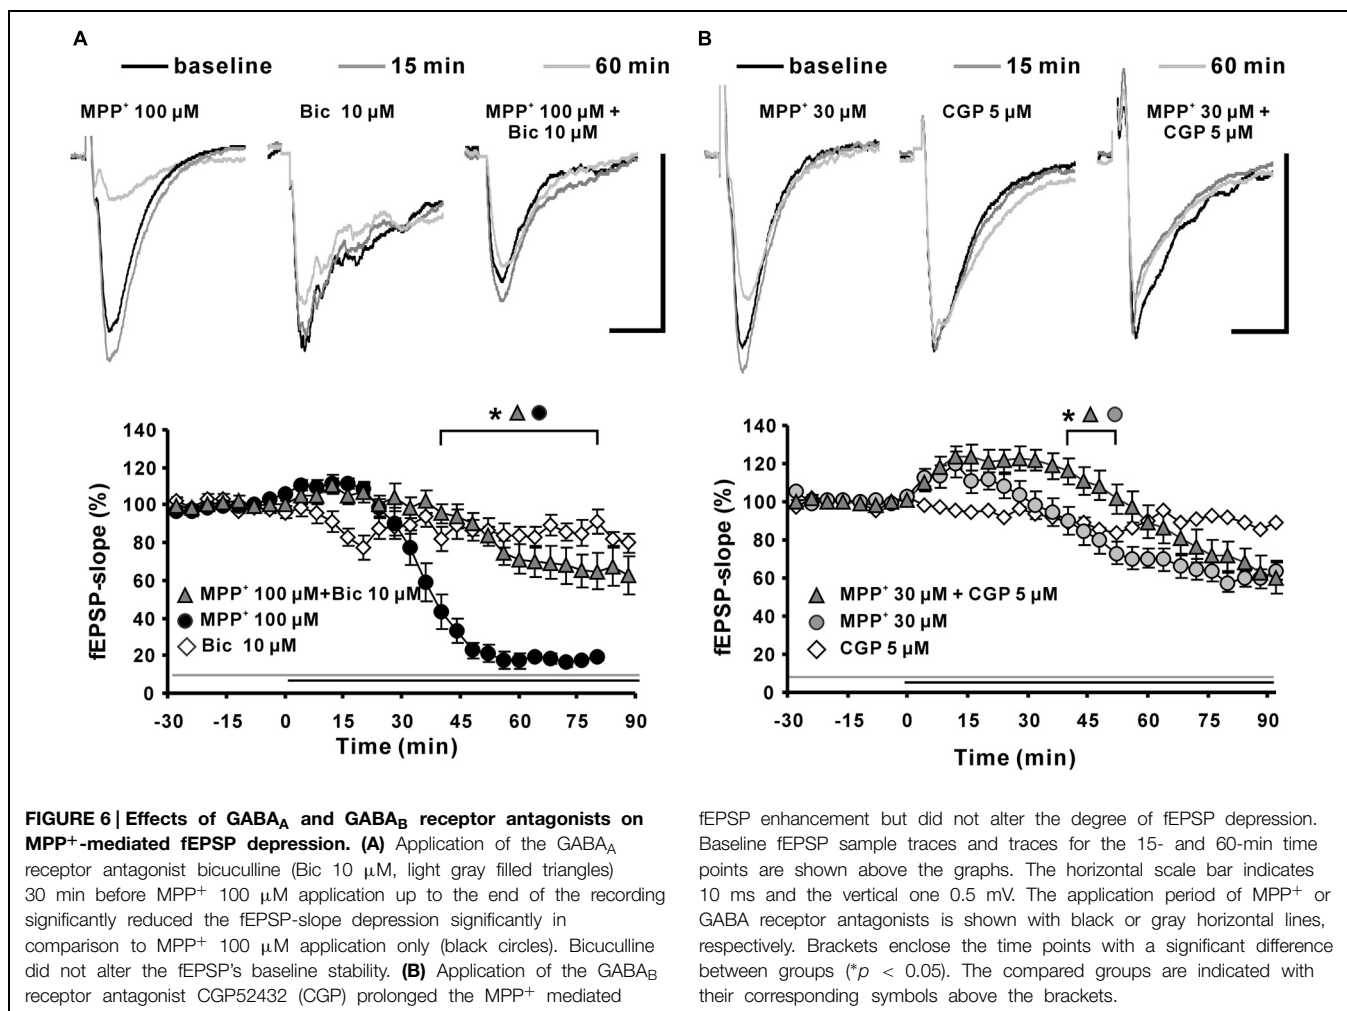 A
baseline 15 min 60 min
MPP+ 100 μM Bic 10 μM MPP+ 100 μM +
Bic 10 μM
* 
140
120
100
80
60
40
20
0
fEPSP-slope (%)
MPP+ 100 μM+Bic 10 μM
MPP+ 100 μM
Bic 10 μM
-30 -15 0 15 30 45 60 75 90
Time (min)
B
baseline 15 min 60 min
MPP+ 30 μM CGP 5 μM MPP+ 30 μM +
CGP 5 μM
*
140
120
100
80
60
40
20
0
fEPSP-slope (%)
MPP+ 30 μM + CGP 5 μM
MPP+ 30 μM
CGP 5 μM
-30 -15 0 15 30 45 60 75 90
Time (min)
FIGURE 6 | Effects of GABAA and GABAB receptor antagonists on
MPP+-mediated fEPSP depression. (A) Application of the GABAA
receptor antagonist bicuculline (Bic 10 μM, light gray filled triangles)
30 min before MPP+ 100 μM application up to the end of the recording
significantly reduced the fEPSP-slope depression significantly in
comparison to MPP+ 100 μM application only (black circles). Bicuculline
did not alter the fEPSP's baseline stability. (B) Application of the GABAB
receptor antagonist CGP52432 (CGP) prolonged the MPP+ mediated
fEPSP enhancement but did not alter the degree of fEPSP depression.
Baseline fEPSP sample traces and traces for the 15- and 60-min time
points are shown above the graphs. The horizontal scale bar indicates
10 ms and the vertical one 0.5 mV. The application period of MPP+ or
GABA receptor antagonists is shown with black or gray horizontal lines,
respectively. Brackets enclose the time points with a significant difference
between groups (*p < 0.05). The compared groups are indicated with
their corresponding symbols above the brackets.